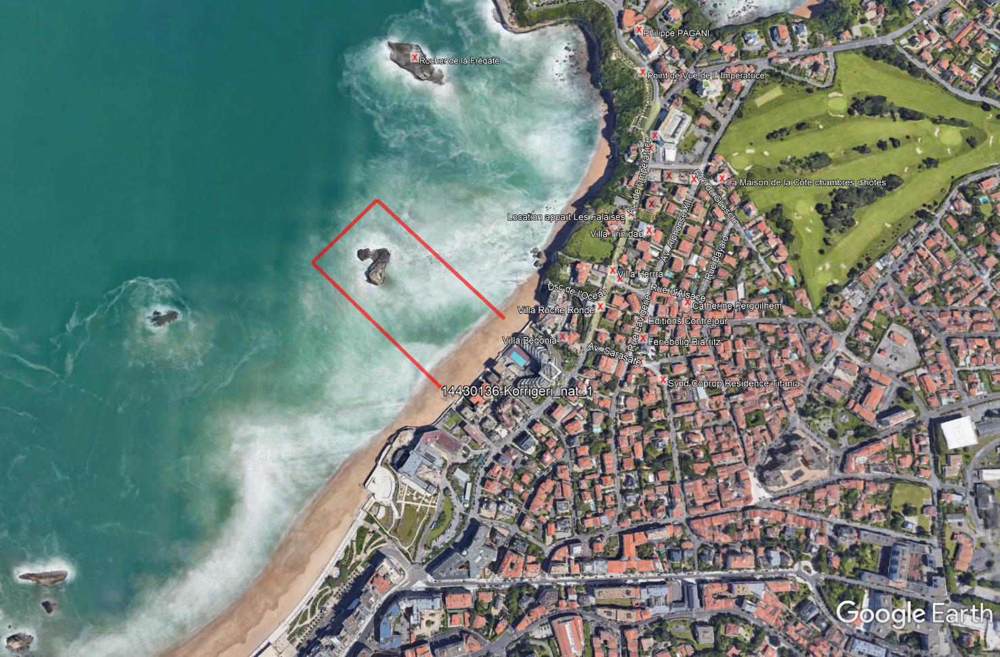 Philippe PAGANI
Rocher de la Frégate
Point de Vue de L'Impératrice
Av. de l'Impératrice
Rue du Guesclin
La Maison de la Côte chambres d'hôtes
Location appart Les Falaises
Av. Alphonse XIII
Villa Trinidad
Rue Bayard
Villa Herrra
Dsc de l'Océan
Rue d'Alsace
Villa Roche Ronde
Catherine Perguilhem
Rue Lavigerie
Editions Contrejour
Villa Begonia
Feriebolig Biarritz
Av. Sarasate
Synd Coprop Residence Titania
14430136-Korrigeri_nat_1
Google Earth